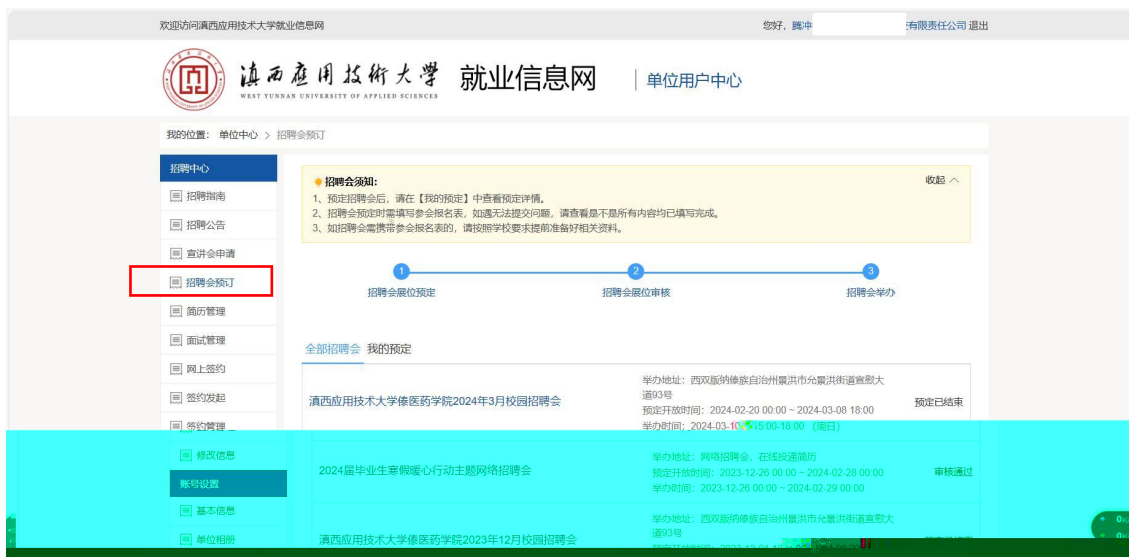 欢迎访问滇西应用技术大学就业信息网
您好，腾冲 有限责任公司 退出
滇西应用技术大学 就业信息网 单位用户中心
WEST YUNNAN UNIVERSITY OF APPLIED SCIENCES
我的位置： 单位中心 > 招聘会预订
招聘中心
招聘指南
招聘公告
宣讲会申请
招聘会预订
简历管理
面试管理
网上签约
签约发起
签约管理
修改信息
账号设置
基本信息
单位相册
招聘会须知:
收起
1、预定招聘会后，请在【我的预定】中查看预定详情。
2、招聘会预定时需填写参会报名表，如遇无法提交问题，请查看是不是所有内容均已填写完成。
3、如招聘会需携带参会报名表的，请按照学校要求提前准备好相关资料。
1 2 3
招聘会展位预定 招聘会展位审核 招聘会举办
全部招聘会 我的预定
滇西应用技术大学傣医药学院2024年3月校园招聘会
举办地址：西双版纳傣族自治州景洪市允景洪街道宣慰大
道93号
预定开放时间：2024-02-20 00:00 ~ 2024-03-08 18:00
举办时间：2024-03-10 15:00-18:00 （周日）
预定已结束
2024届毕业生寒假暖心行动主题网络招聘会
举办地址：网络招聘会，在线投递简历
预定开放时间：2023-12-26 00:00 ~ 2024-02-28 00:00
举办时间：2023-12-26 00:00 ~ 2024-02-29 00:00
审核通过
滇西应用技术大学傣医药学院2023年12月校园招聘会
举办地址：西双版纳傣族自治州景洪市允景洪街道宣慰大
道93号